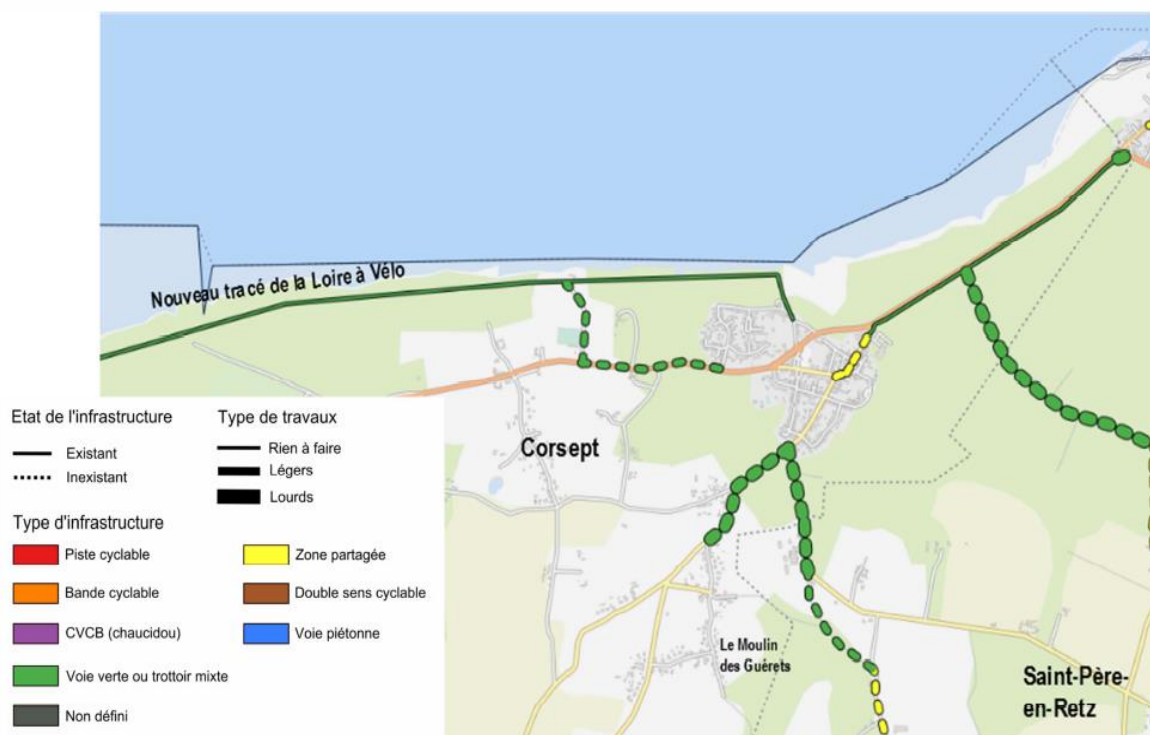 Nouveau tracé de la Loire à Vélo
Corsept
Le Moulin
des Guérets
Saint-Père-
en-Retz
Etat de l'infrastructure
Existant
Inexistant
Type de travaux
Rien à faire
Légers
Lourds
Type d'infrastructure
Piste cyclable
Bande cyclable
CVCB (chaucidou)
Voie verte ou trottoir mixte
Non défini
Zone partagée
Double sens cyclable
Voie piétonne